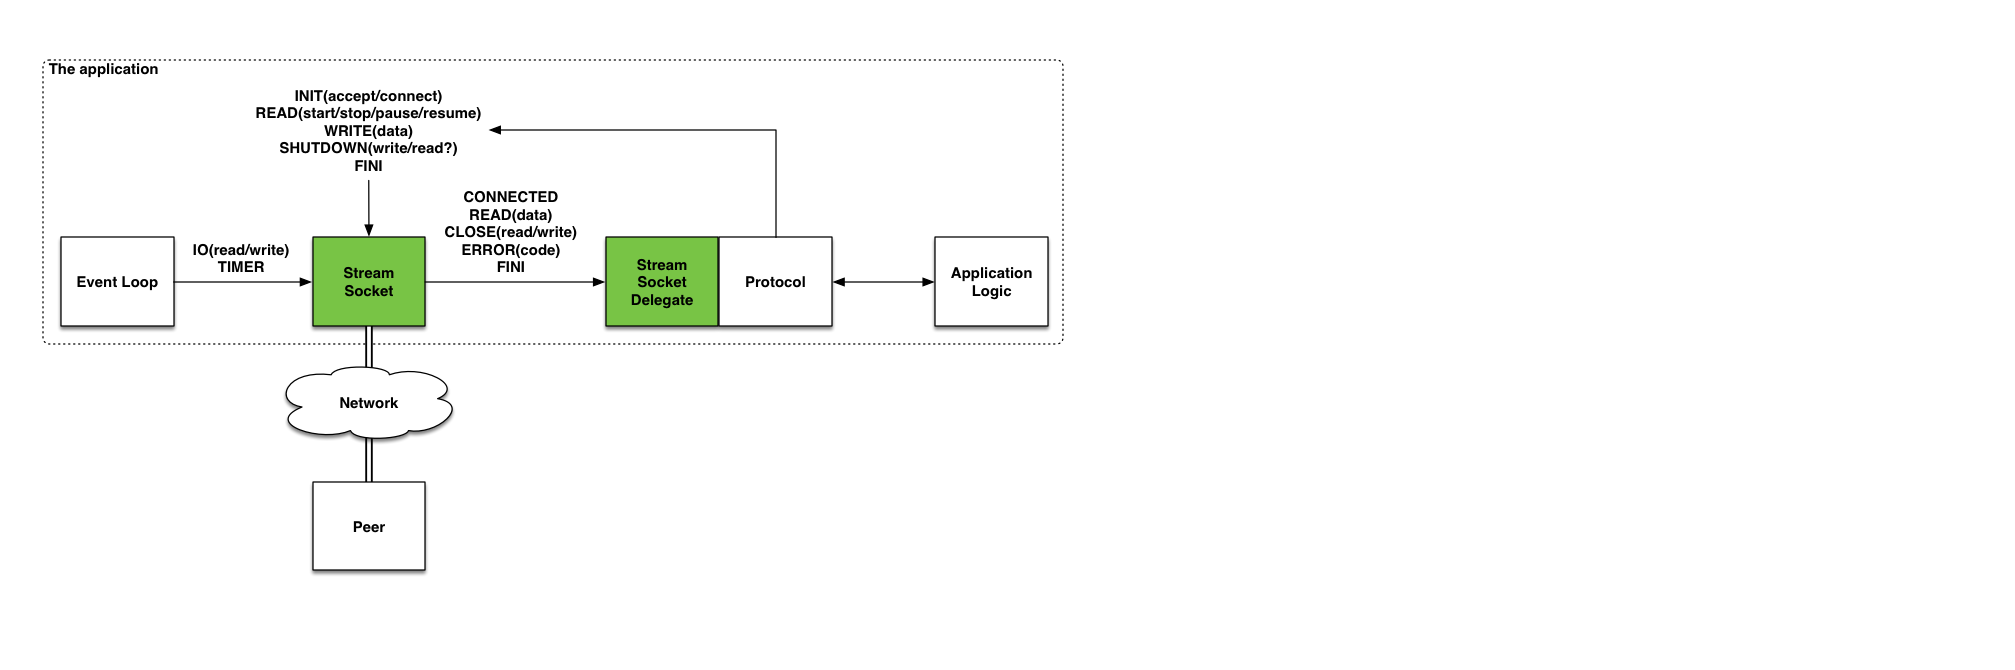 The application
INIT(accept/connect)
READ(start/stop/pause/resume)
WRITE(data)
SHUTDOWN(write/read?)
FINI
CONNECTED
READ(data)
CLOSE(read/write)
ERROR(code)
FINI
IO(read/write)
TIMER
Event Loop
Stream
Socket
Stream
Socket
Delegate
Protocol
Application
Logic
Network
Peer